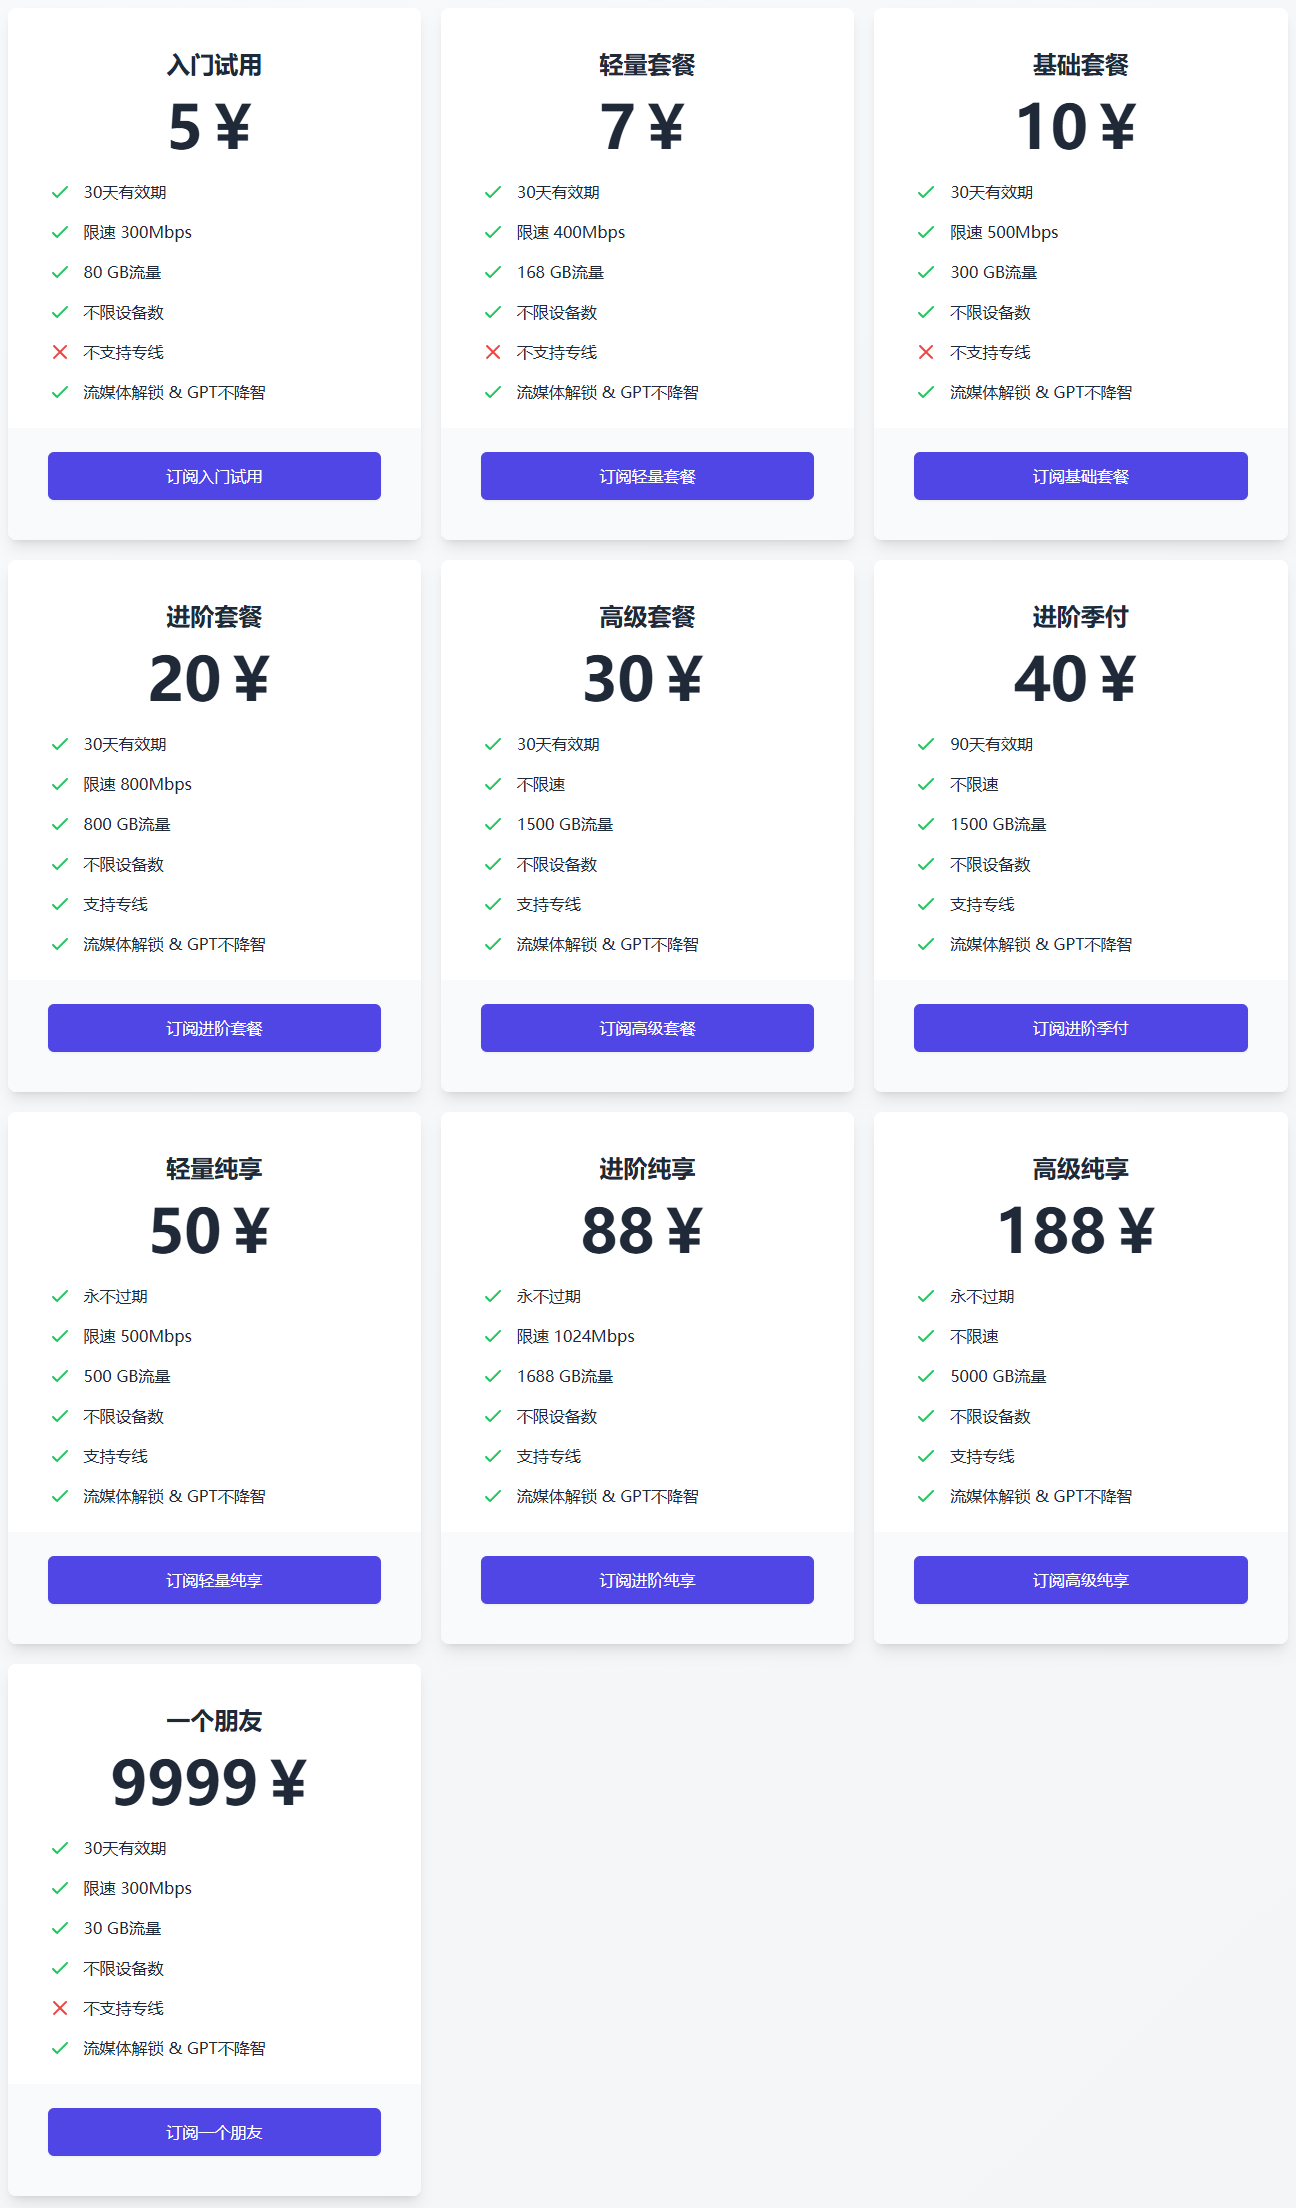 入门试用
5 ¥
30天有效期
限速 300Mbps
80 GB流量
不限设备数
不支持专线
流媒体解锁 & GPT不降智
订阅入门试用
轻量套餐
7 ¥
30天有效期
限速 400Mbps
168 GB流量
不限设备数
不支持专线
流媒体解锁 & GPT不降智
订阅轻量套餐
基础套餐
10 ¥
30天有效期
限速 500Mbps
300 GB流量
不限设备数
不支持专线
流媒体解锁 & GPT不降智
订阅基础套餐
进阶套餐
20 ¥
30天有效期
限速 800Mbps
800 GB流量
不限设备数
支持专线
流媒体解锁 & GPT不降智
订阅进阶套餐
高级套餐
30 ¥
30天有效期
不限速
1500 GB流量
不限设备数
支持专线
流媒体解锁 & GPT不降智
订阅高级套餐
进阶季付
40 ¥
90天有效期
不限速
1500 GB流量
不限设备数
支持专线
流媒体解锁 & GPT不降智
订阅进阶季付
轻量纯享
50 ¥
永不过期
限速 500Mbps
500 GB流量
不限设备数
支持专线
流媒体解锁 & GPT不降智
订阅轻量纯享
进阶纯享
88 ¥
永不过期
限速 1024Mbps
1688 GB流量
不限设备数
支持专线
流媒体解锁 & GPT不降智
订阅进阶纯享
高级纯享
188 ¥
永不过期
不限速
5000 GB流量
不限设备数
支持专线
流媒体解锁 & GPT不降智
订阅高级纯享
一个朋友
9999 ¥
30天有效期
限速 300Mbps
30 GB流量
不限设备数
不支持专线
流媒体解锁 & GPT不降智
订阅一个朋友